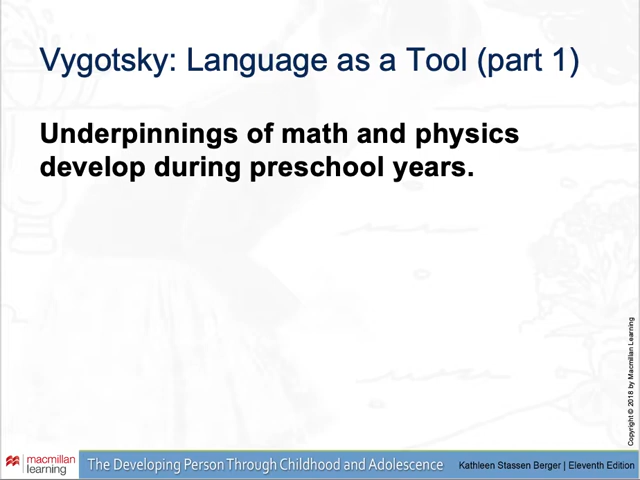 Vygotsky: Language as a Tool (part 1)
Underpinnings of math and physics
develop during preschool years.
Copyright © 2018 by Macmillan Learning
macmillan
learning
The Developing Person Through Childhood and Adolescence
Kathleen Stassen Berger | Eleventh Edition